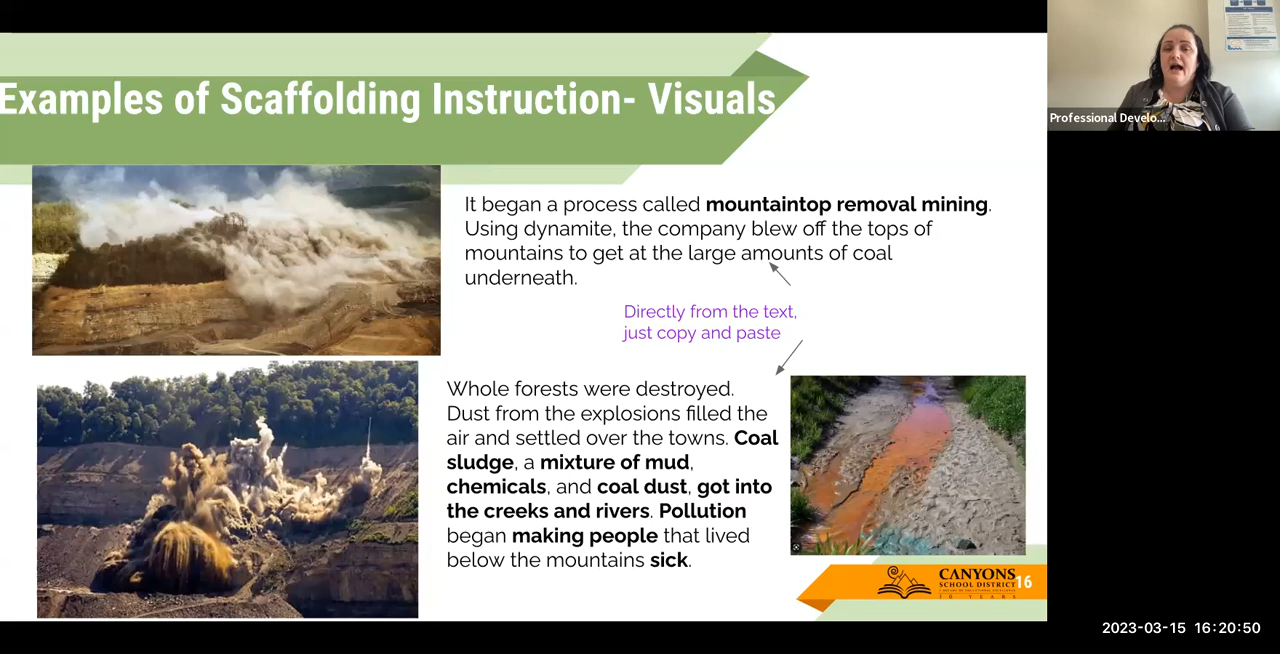 Examples of Scaffolding Instruction- Visuals
It began a process called mountaintop removal mining.
Using dynamite, the company blew off the tops of
mountains to get at the large amounts of coal
underneath.
Directly from the text,
just copy and paste
Whole forests were destroyed.
Dust from the explosions filled the
air and settled over the towns. Coal
sludge, a mixture of mud,
chemicals, and coal dust, got into
the creeks and rivers. Pollution
began making people that lived
below the mountains sick.
CANYONS
SCHOOL DISTRICT
16
Professional Develo...
2023-03-15 16:20:50